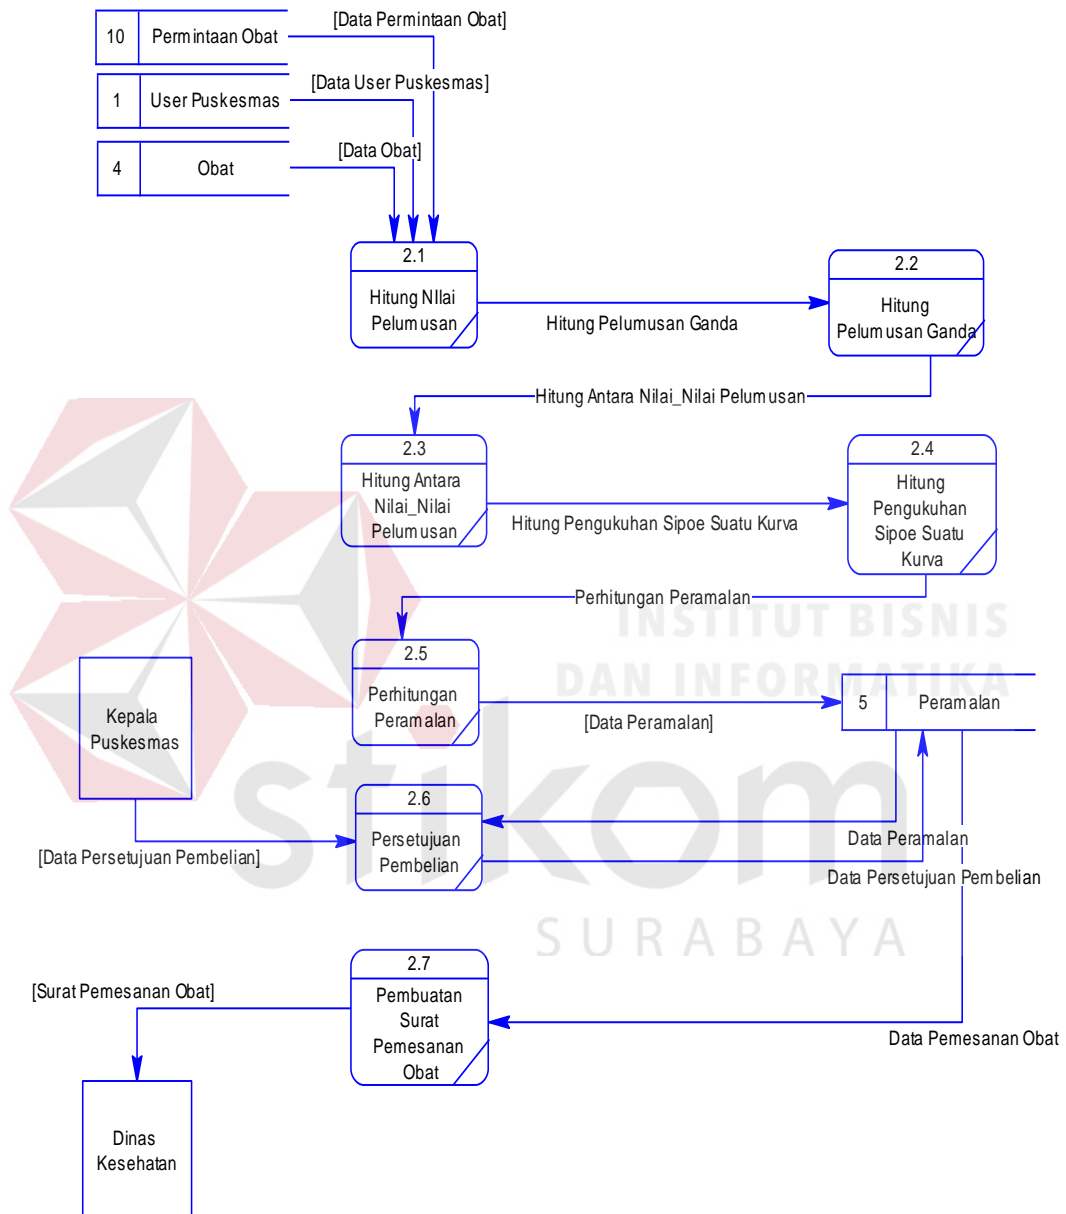 [Data Permintaan Obat]
10 Permintaan Obat
[Data User Puskesmas]
1 User Puskesmas
[Data Obat]
4 Obat
2.1
Hitung NIlai
Pelumusan
Hitung Pelumusan Ganda
2.2
Hitung
Pelumusan Ganda
Hitung Antara Nilai_Nilai Pelumusan
2.3
Hitung Antara
Nilai_Nilai
Pelumusan
Hitung Pengukuhan Sipoe Suatu Kurva
2.4
Hitung
Pengukuhan
Sipoe Suatu
Kurva
Perhitungan Peramalan
INSTITUT BISNIS
DAN INFORMATIKA
2.5
Perhitungan
Peramalan
[Data Peramalan]
5 Peramalan
Kepala
Puskesmas
stikom
2.6
Persetujuan
Pembelian
[Data Persetujuan Pembelian]
Data Peramalan
Data Persetujuan Pembelian
SURABAYA
2.7
Pembuatan
Surat
Pemesanan
Obat
[Surat Pemesanan Obat]
Data Pemesanan Obat
Dinas
Kesehatan